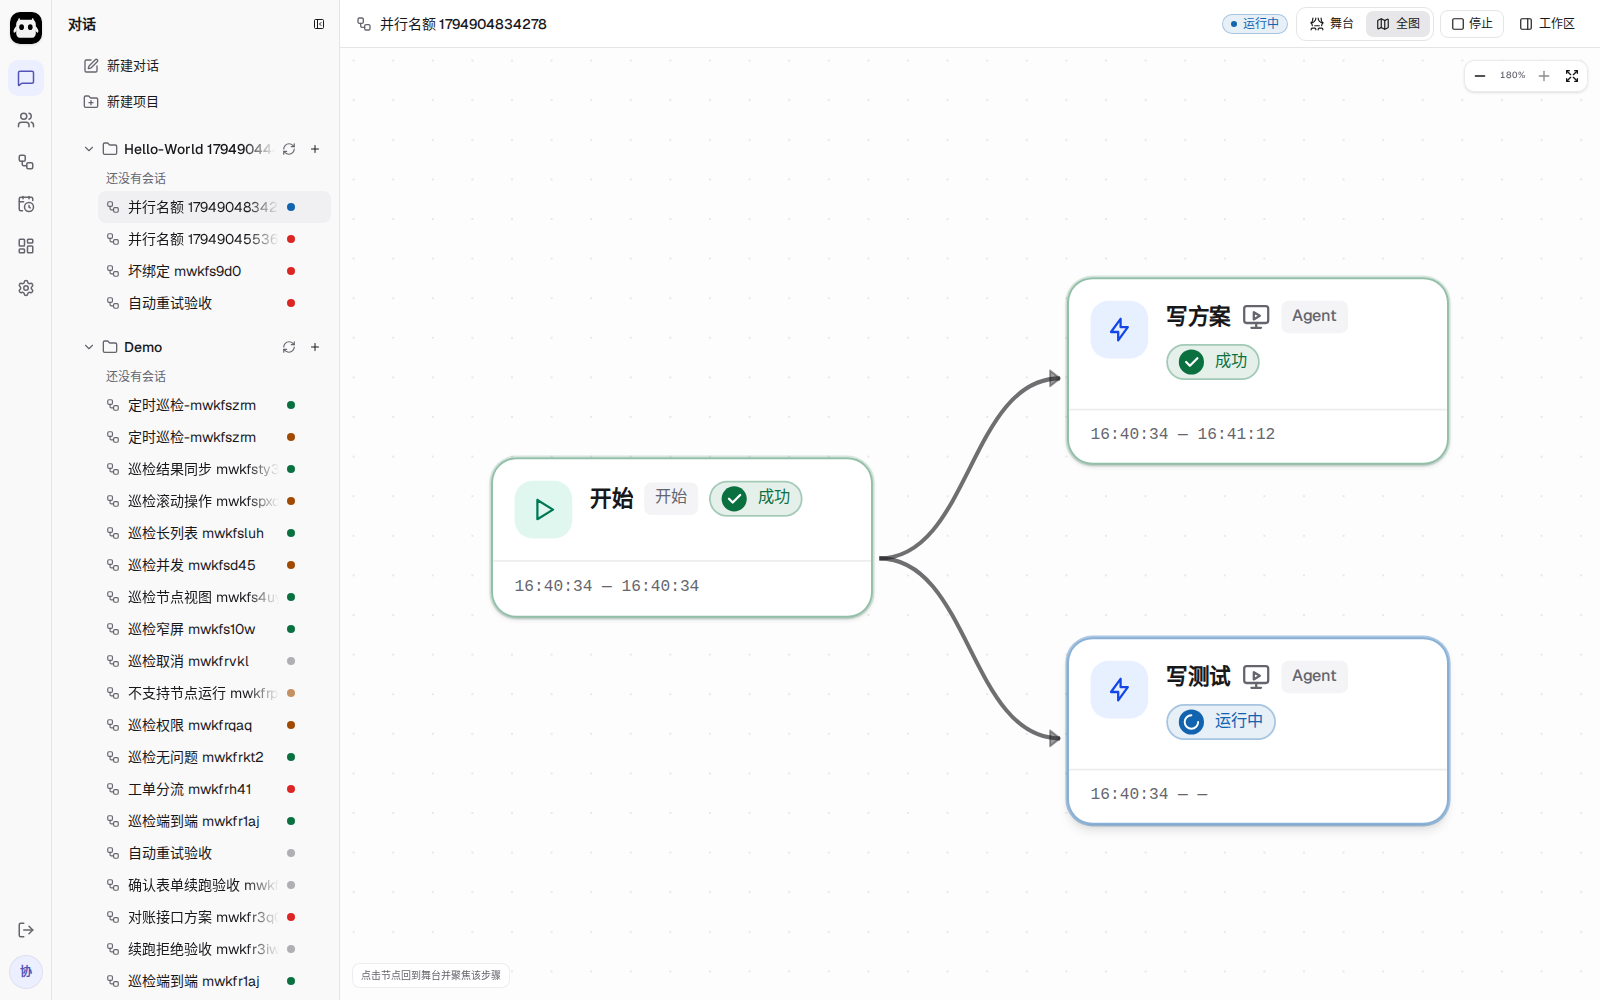 对话
新建对话
新建项目
Hello-World 17949044
还没有会话
并行名额 17949048342
并行名额 17949045536
坏绑定 mwkfs9d0
自动重试验收
Demo
还没有会话
定时巡检-mwkfszrm
定时巡检-mwkfszrm
巡检结果同步 mwkfsty3
巡检滚动操作 mwkfspx
巡检长列表 mwkfsluh
巡检并发 mwkfsd45
巡检节点视图 mwkfs4u
巡检窄屏 mwkfs10w
巡检取消 mwkfrvkl
不支持节点运行 mwkfrp
巡检权限 mwkfrqaq
巡检无问题 mwkfrkt2
工单分流 mwkfrh41
巡检端到端 mwkfr1aj
自动重试验收
确认表单续跑验收 mwkf
对账接口方案 mwkfr3q
续跑拒绝验收 mwkfr3iw
巡检端到端 mwkfr1aj
协
并行名额 1794904834278
运行中
舞台
全图
停止
工作区
180%
开始 开始 成功
16:40:34 — 16:40:34
写方案 Agent
成功
16:40:34 — 16:41:12
写测试 Agent
运行中
16:40:34 — —
点击节点回到舞台并聚焦该步骤